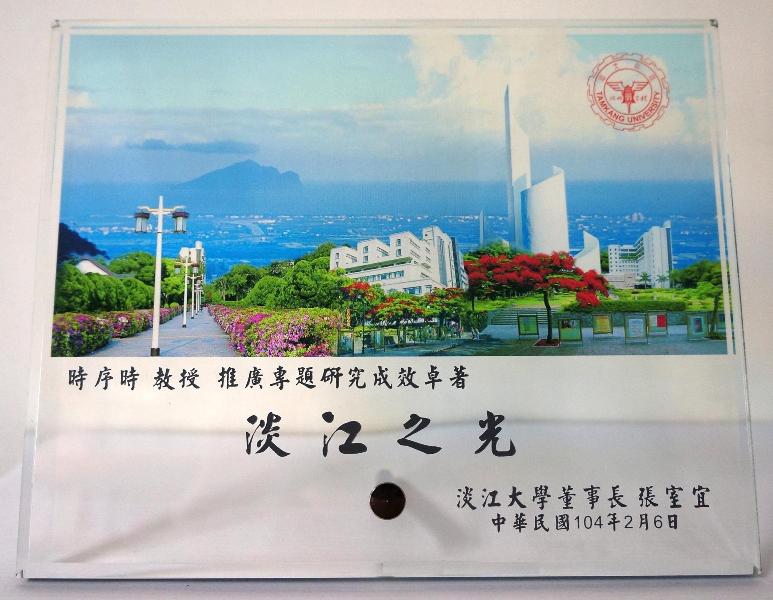 TAMKANG UNIVERSITY
時序時 教授 推廣專題研究成效卓著
淡江之光
淡江大學董事長 張室宜
中華民國104年2月6日